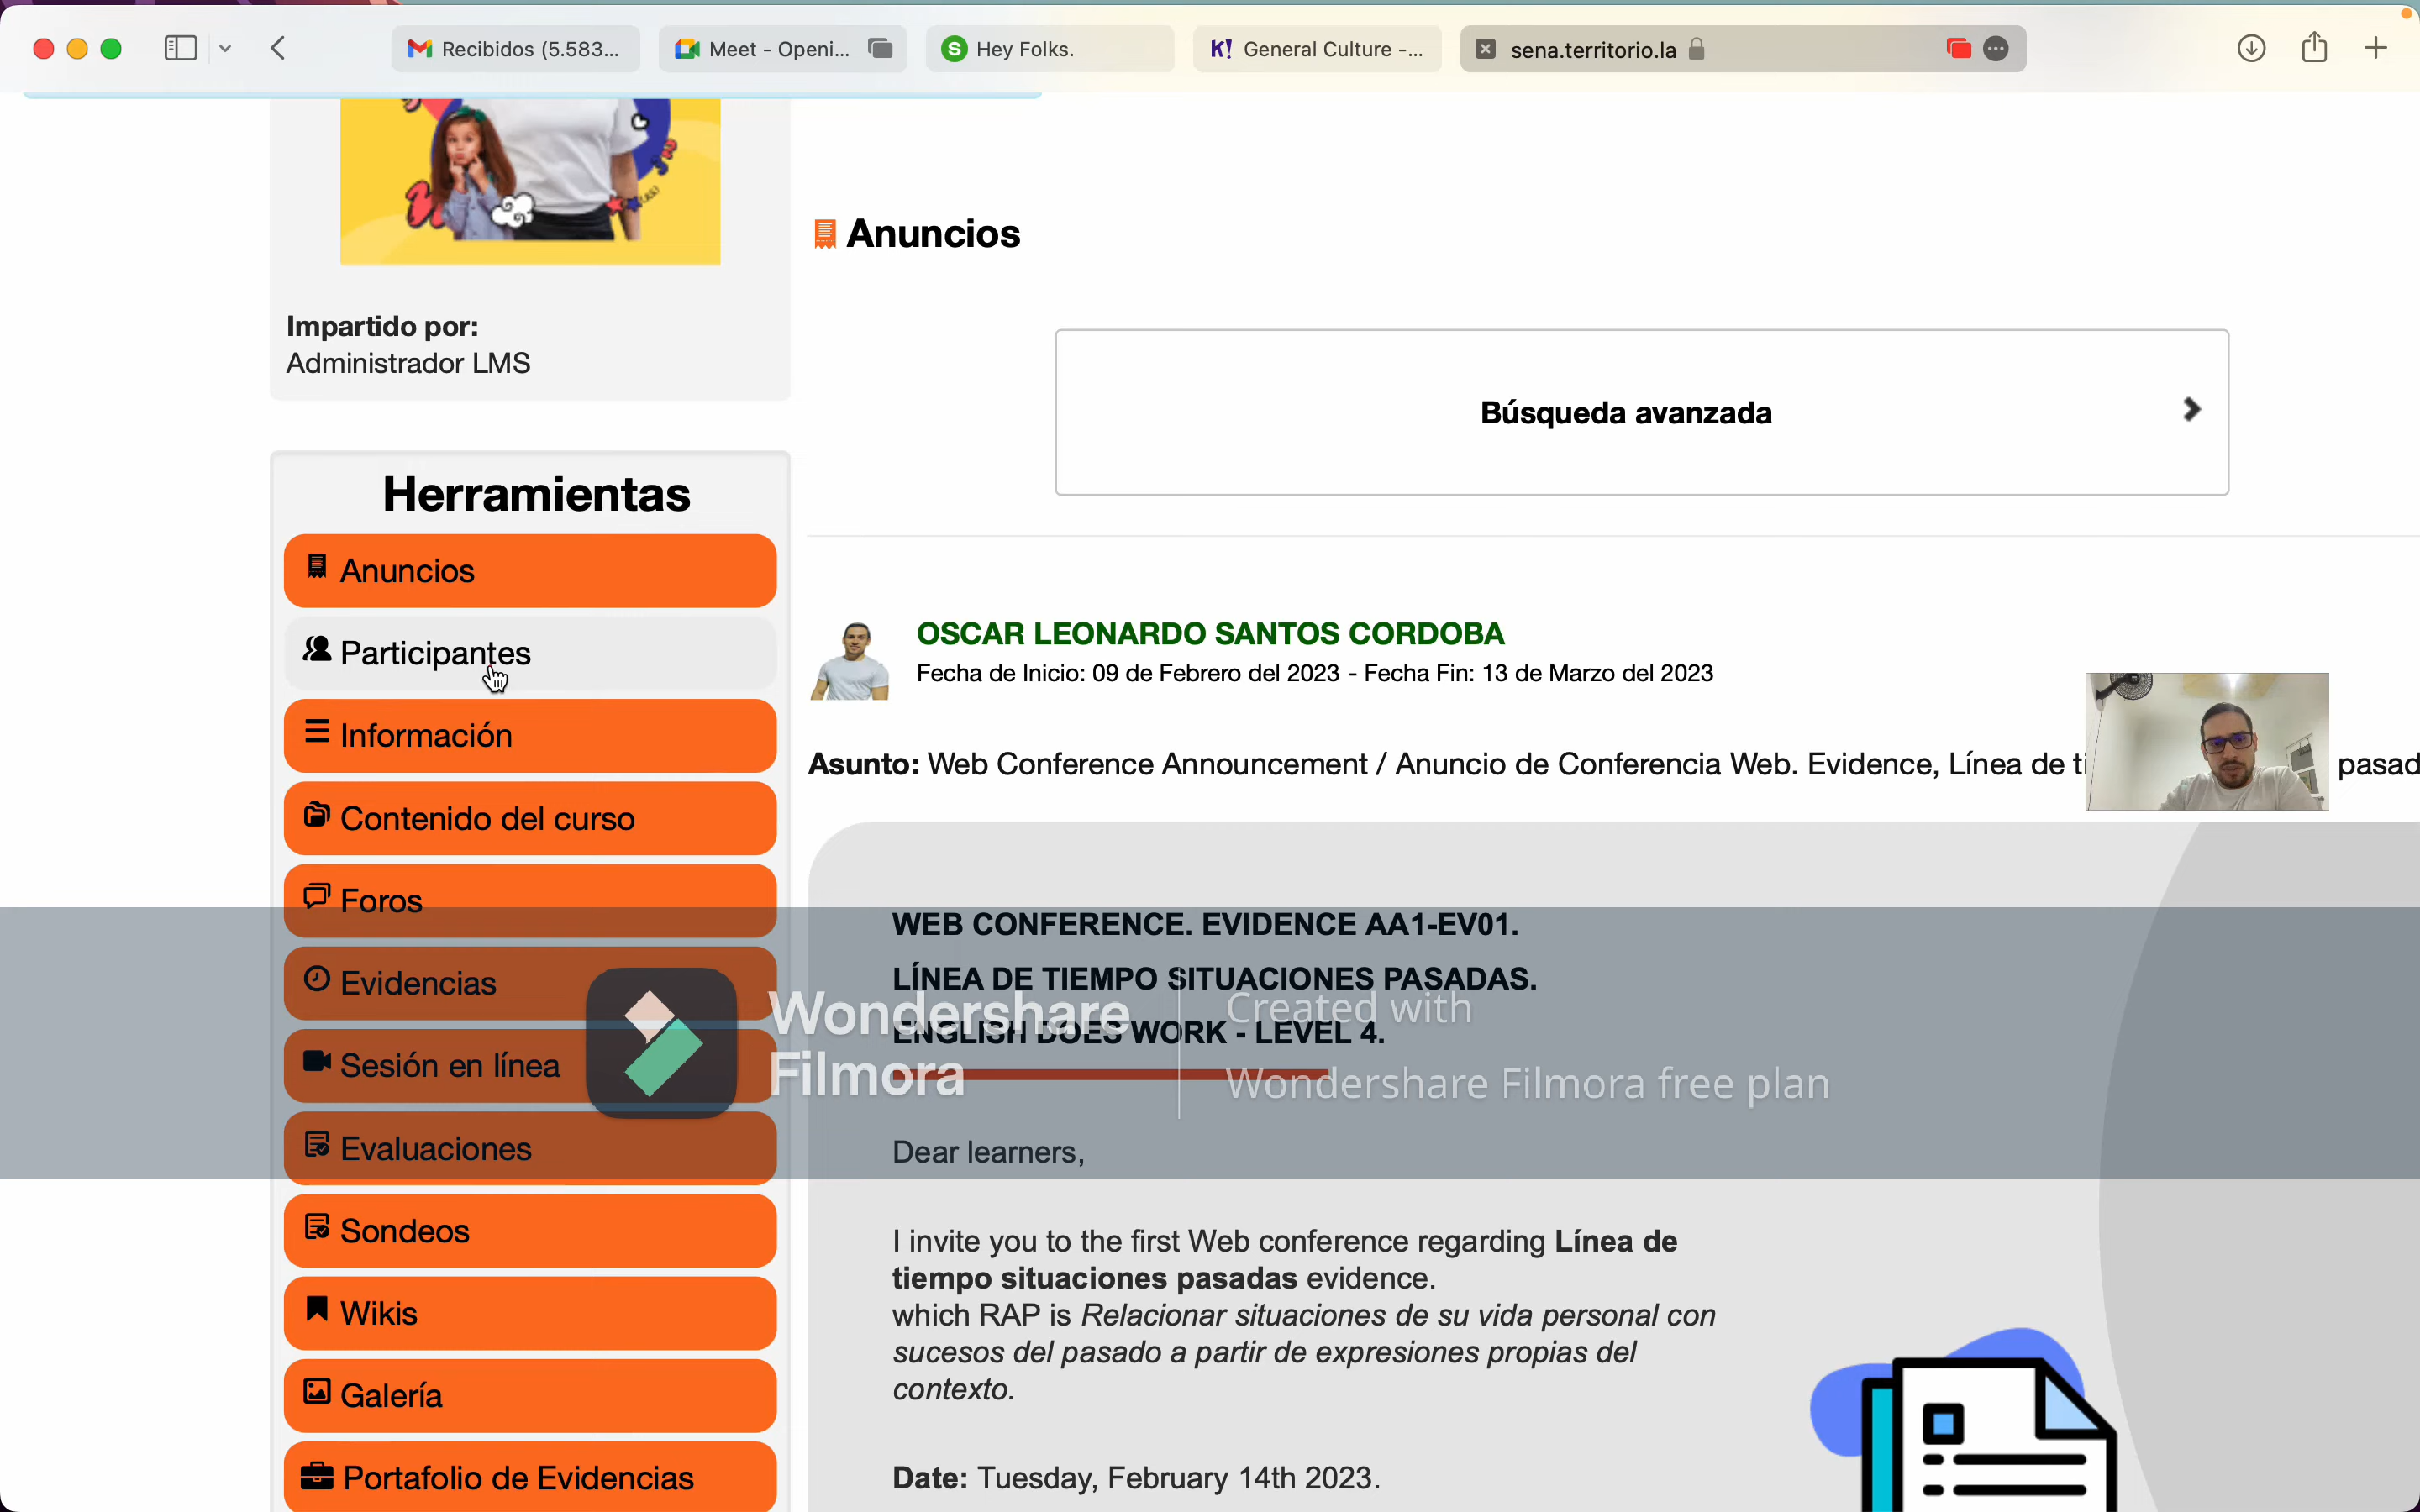 Recibidos (5.583...
Meet - Openi...
S Hey Folks.
K! General Culture -...
sena.territorio.la
Anuncios
Impartido por:
Administrador LMS
Búsqueda avanzada
Herramientas
Anuncios
Participantes
Información
Contenido del curso
Foros
Evidencias
Sesión en línea
Evaluaciones
Sondeos
Wikis
Galería
Portafolio de Evidencias
OSCAR LEONARDO SANTOS CORDOBA
Fecha de Inicio: 09 de Febrero del 2023 - Fecha Fin: 13 de Marzo del 2023
Asunto: Web Conference Announcement / Anuncio de Conferencia Web. Evidence, Línea de ti pasad
WEB CONFERENCE. EVIDENCE AA1-EV01.
LÍNEA DE TIEMPO SITUACIONES PASADAS.
ENGLISH DOES WORK - LEVEL 4.
Wondershare
Filmora
Created with
Wondershare Filmora free plan
Dear learners,
I invite you to the first Web conference regarding Línea de
tiempo situaciones pasadas evidence.
which RAP is Relacionar situaciones de su vida personal con
sucesos del pasado a partir de expresiones propias del
contexto.
Date: Tuesday, February 14th 2023.